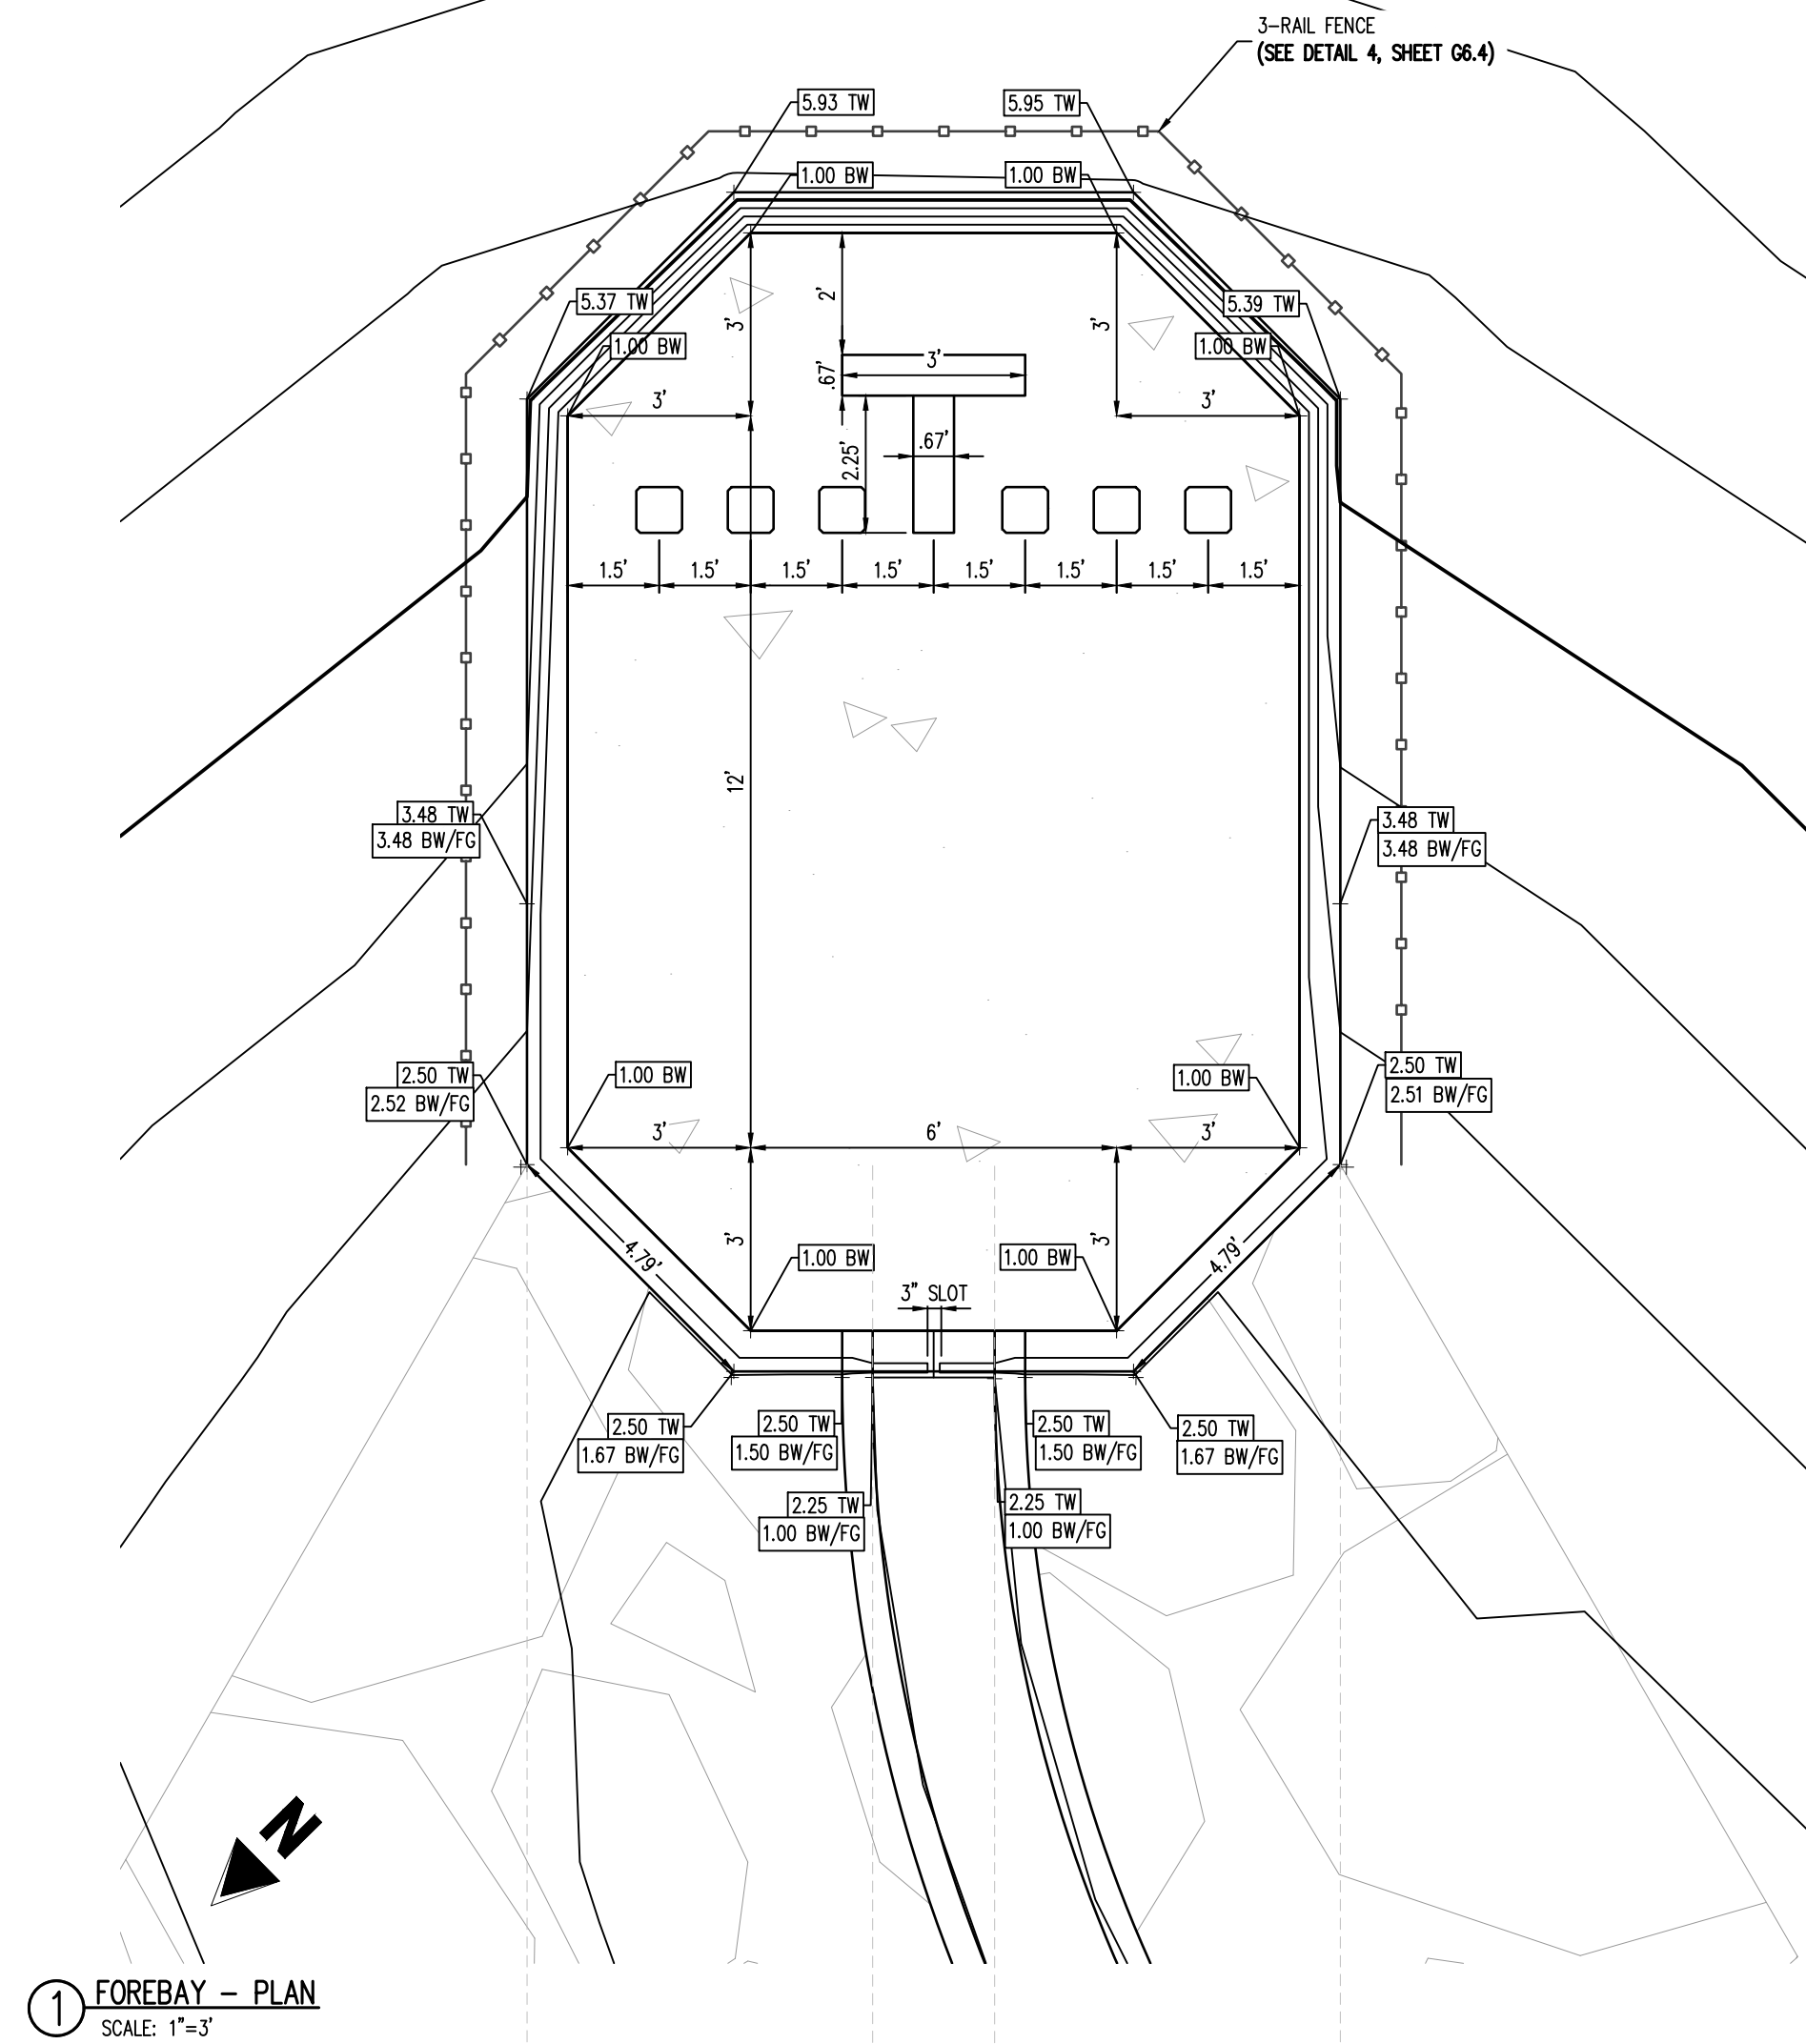 3-RAIL FENCE
(SEE DETAIL 4, SHEET G6.4)
5.93 TW
5.95 TW
1.00 BW
1.00 BW
5.37 TW
5.39 TW
2'
3'
3'
1.00 BW
1.00 BW
3'
.67'
3'
3'
.67'
2.25'
1.5'
1.5'
1.5'
1.5'
1.5'
1.5'
1.5'
1.5'
12'
3.48 TW
3.48 BW/FG
3.48 TW
3.48 BW/FG
2.50 TW
2.52 BW/FG
1.00 BW
1.00 BW
2.50 TW
2.51 BW/FG
3'
6'
3'
3'
3'
4.79'
4.79'
1.00 BW
1.00 BW
3" SLOT
2.50 TW
1.67 BW/FG
2.50 TW
1.50 BW/FG
2.50 TW
1.50 BW/FG
2.50 TW
1.67 BW/FG
2.25 TW
1.00 BW/FG
2.25 TW
1.00 BW/FG
N
1 FOREBAY - PLAN
SCALE: 1"=3'